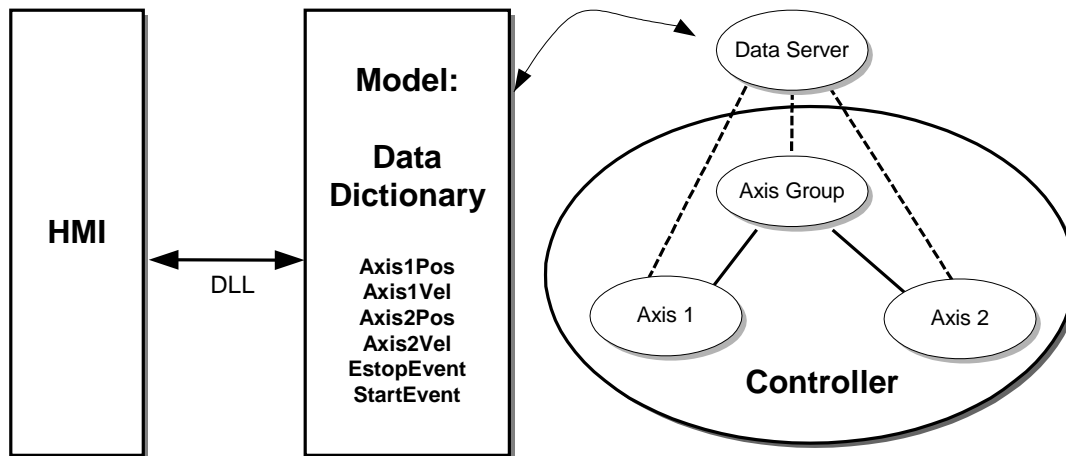 HMI
DLL
Model:
Data
Dictionary
Axis1Pos
Axis1Vel
Axis2Pos
Axis2Vel
EstopEvent
StartEvent
Data Server
Axis Group
Axis 1
Axis 2
Controller